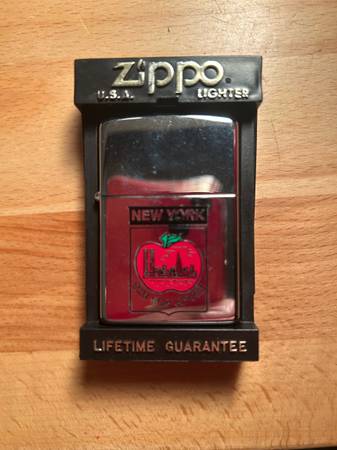 Zippo
U.S.A. LIGHTER
NEW YORK
LIFETIME GUARANTEE